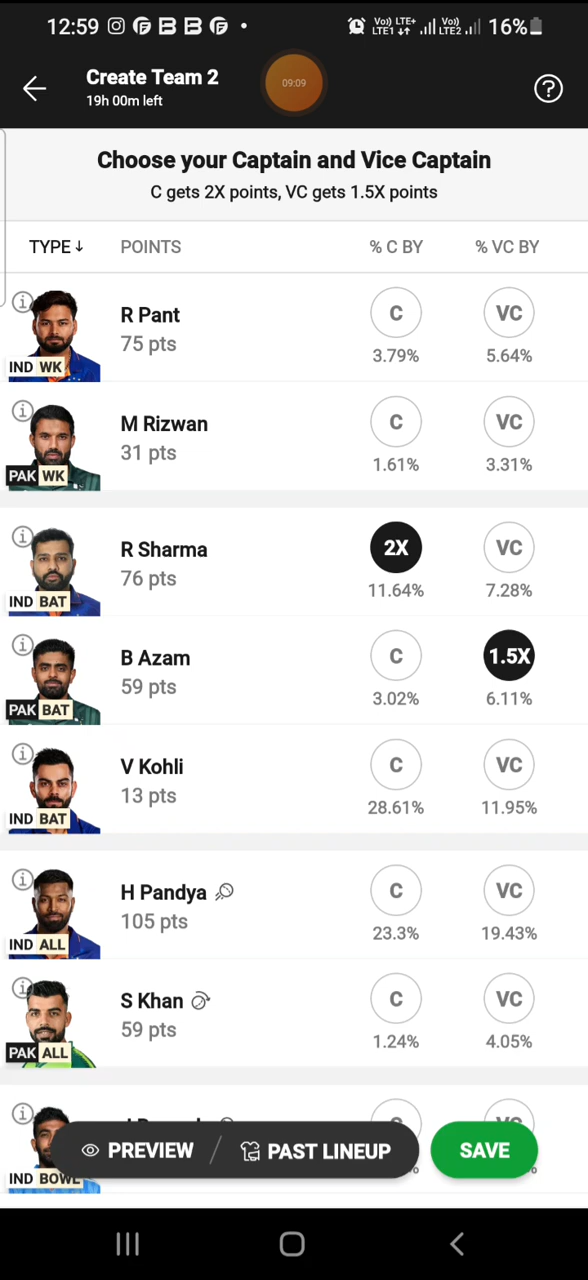 12:59
Vo)) LTE+
LTE1
Vo))
LTE2
16%
Create Team 2
19h 00m left
09:09
?
Choose your Captain and Vice Captain
C gets 2X points, VC gets 1.5X points
TYPE↓ POINTS % C BY % VC BY
R Pant
75 pts
C
3.79%
VC
5.64%
IND WK
M Rizwan
31 pts
C
1.61%
VC
3.31%
PAK WK
R Sharma
76 pts
2X
11.64%
VC
7.28%
IND BAT
B Azam
59 pts
C
3.02%
1.5X
6.11%
PAK BAT
V Kohli
13 pts
C
28.61%
VC
11.95%
IND BAT
H Pandya
105 pts
C
23.3%
VC
19.43%
IND ALL
S Khan
59 pts
C
1.24%
VC
4.05%
PAK ALL
IND BOWL
PREVIEW / PAST LINEUP
SAVE